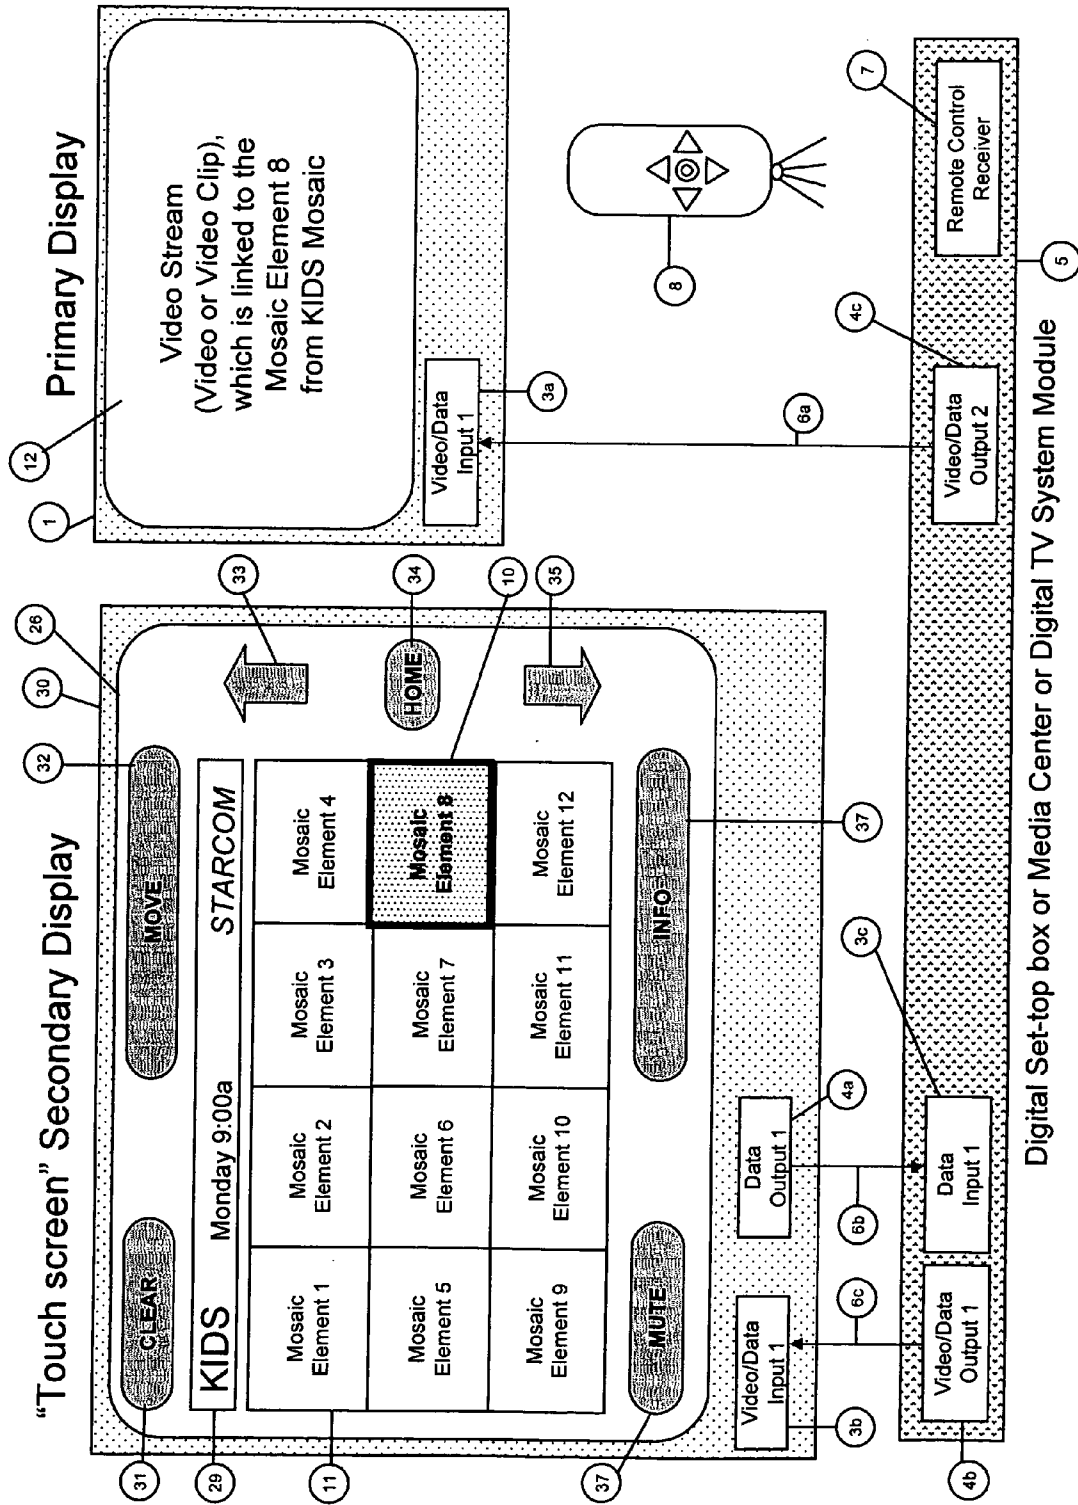 “Touch screen” Secondary Display
Primary Display
32
30
26
1
12
31
CLEAR
MOVE
33
29
KIDS Monday 9:00a STARCOM
34
HOME
10
35
11
Mosaic
Element 1
Mosaic
Element 2
Mosaic
Element 3
Mosaic
Element 4
Mosaic
Element 5
Mosaic
Element 6
Mosaic
Element 7
Mosaic
Element 8
Mosaic
Element 9
Mosaic
Element 10
Mosaic
Element 11
Mosaic
Element 12
37
MUTE
INFO
37
Video/Data
Input 1
3b
Data
Output 1
4a
Video Stream
(Video or Video Clip),
which is linked to the
Mosaic Element 8
from KIDS Mosaic
Video/Data
Input 1
3a
8
6a
6c
6b
3c
4c
7
4b
Video/Data
Output 1
Data
Input 1
Video/Data
Output 2
Remote Control
Receiver
5
Digital Set-top box or Media Center or Digital TV System Module